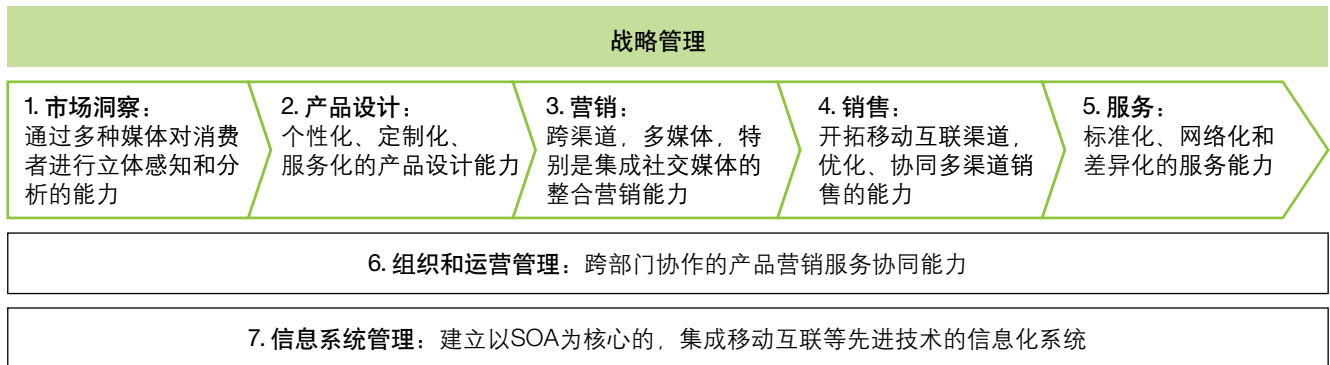 战略管理
1. 市场洞察：
通过多种媒体对消费
者进行立体感知和分
析的能力
2. 产品设计：
个性化、定制化、
服务化的产品设计能力
3. 营销：
跨渠道，多媒体，特
别是集成社交媒体的
整合营销能力
4. 销售：
开拓移动互联渠道，
优化、协同多渠道销
售的能力
5. 服务：
标准化、网络化和
差异化的服务能力
6. 组织和运营管理：跨部门协作的产品营销服务协同能力
7. 信息系统管理：建立以SOA为核心的，集成移动互联等先进技术的信息化系统